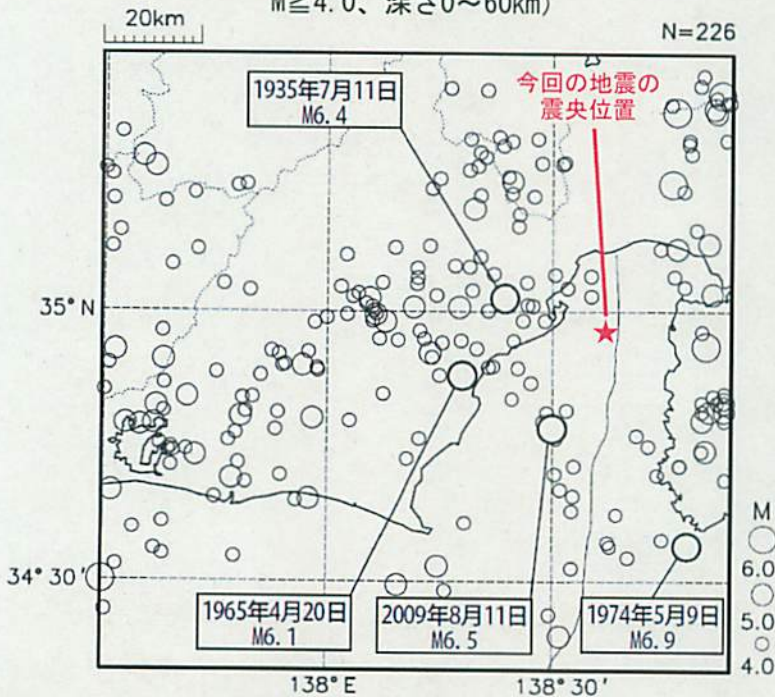 M≧4.0、深さ0～60km)
20km
N=226
1935年7月11日
M6.4
今回の地震の
震央位置
35°N
34°30'
1965年4月20日
M6.1
2009年8月11日
M6.5
1974年5月9日
M6.9
M
6.0
5.0
4.0
138°E
138°30'